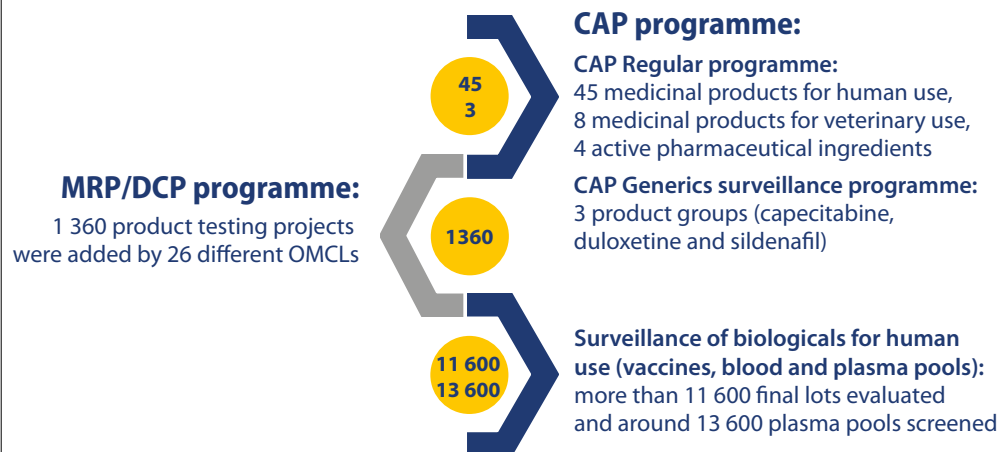 CAP programme:
CAP Regular programme:
45 medicinal products for human use,
8 medicinal products for veterinary use,
4 active pharmaceutical ingredients
CAP Generics surveillance programme:
3 product groups (capecitabine,
duloxetine and sildenafil)
45
3
MRP/DCP programme:
1 360 product testing projects
were added by 26 different OMCLs
1360
11 600
13 600
Surveillance of biologicals for human
use (vaccines, blood and plasma pools):
more than 11 600 final lots evaluated
and around 13 600 plasma pools screened